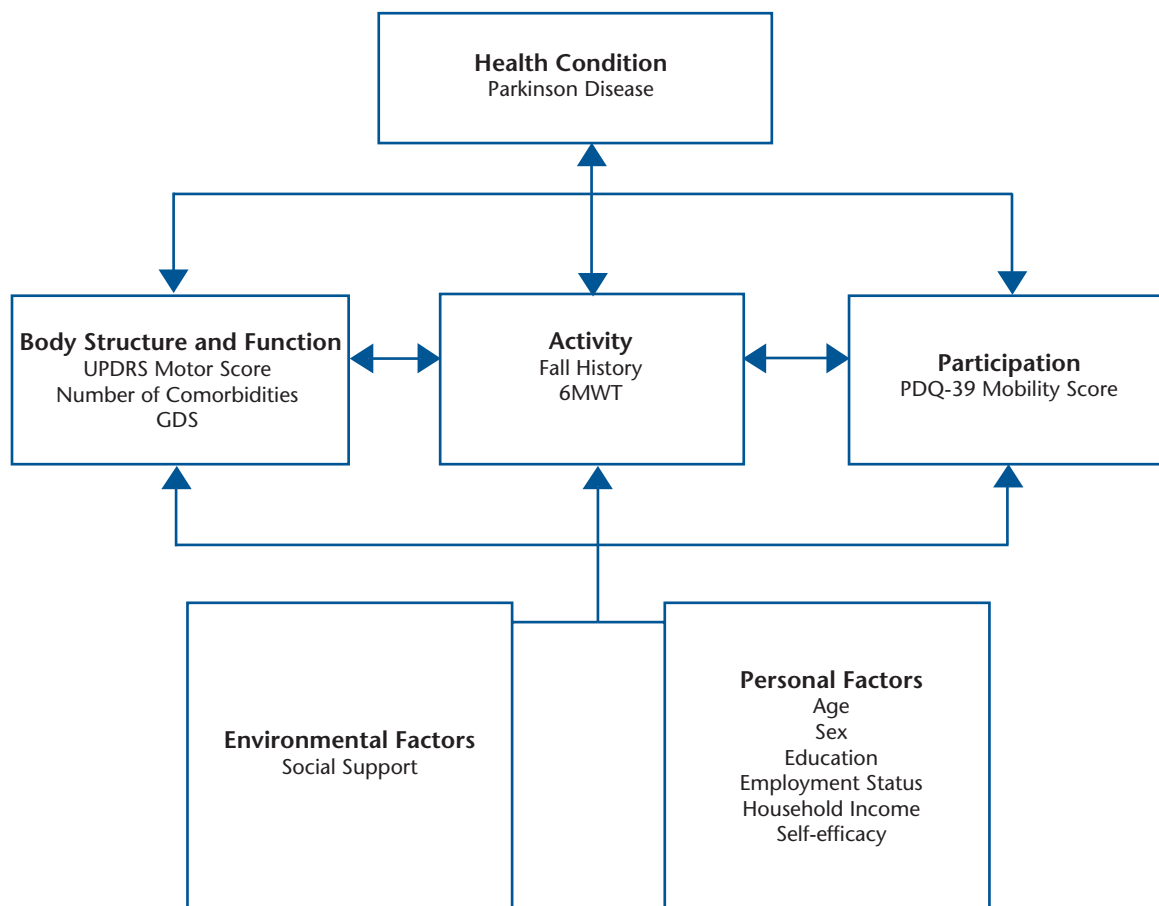 Health Condition
Parkinson Disease
Body Structure and Function
UPDRS Motor Score
Number of Comorbidities
GDS
Activity
Fall History
6MWT
Participation
PDQ-39 Mobility Score
Environmental Factors
Social Support
Personal Factors
Age
Sex
Education
Employment Status
Household Income
Self-efficacy